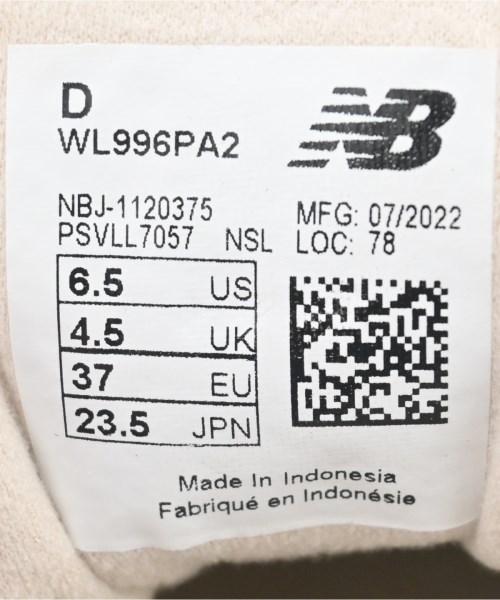 D
WL996PA2
NB
NBJ-1120375
PSVLL7057 NSL
MFG: 07/2022
LOC: 78
6.5 US
4.5 UK
37 EU
23.5 JPN
Made In Indonesia
Fabriqué en Indonésie